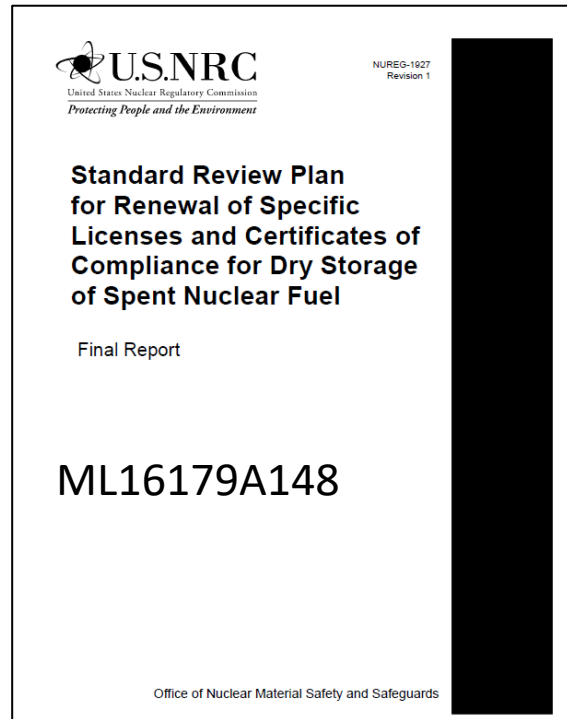 U.S.NRC
United States Nuclear Regulatory Commission
Protecting People and the Environment
NUREG-1927
Revision 1
Standard Review Plan
for Renewal of Specific
Licenses and Certificates of
Compliance for Dry Storage
of Spent Nuclear Fuel
Final Report
ML16179A148
Office of Nuclear Material Safety and Safeguards